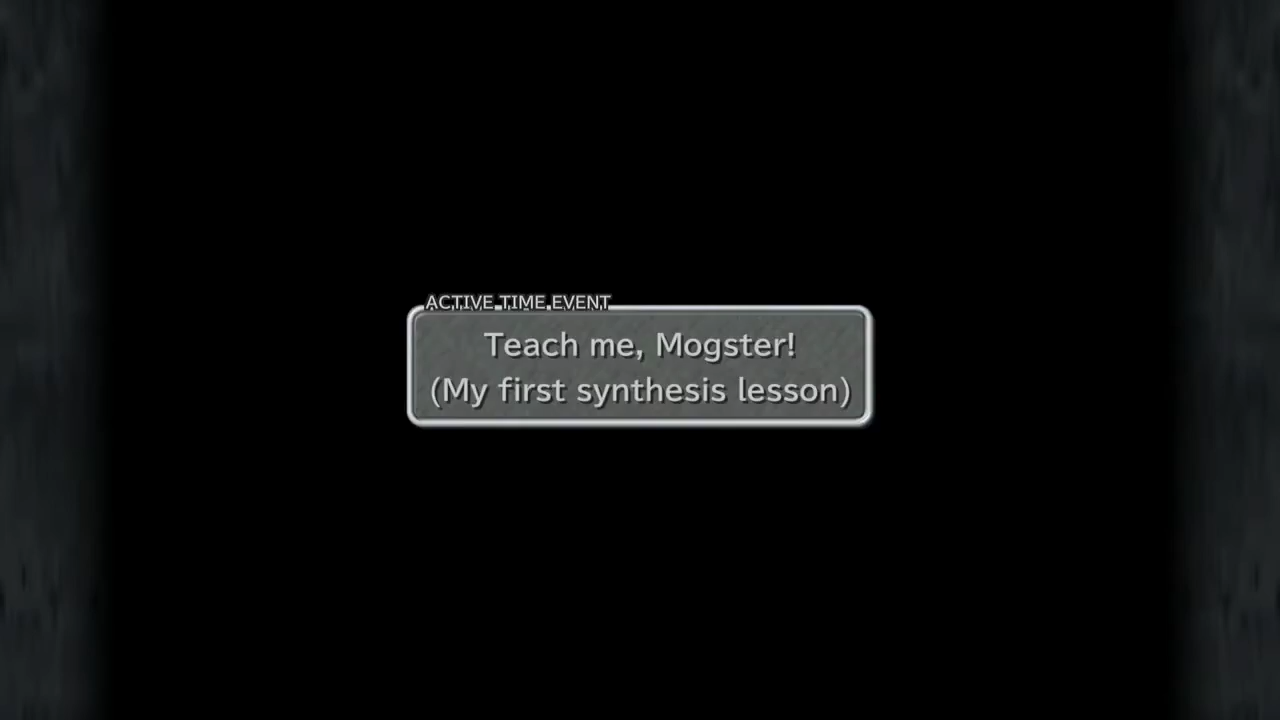 ACTIVE TIME EVENT
Teach me, Mogster!
(My first synthesis lesson)